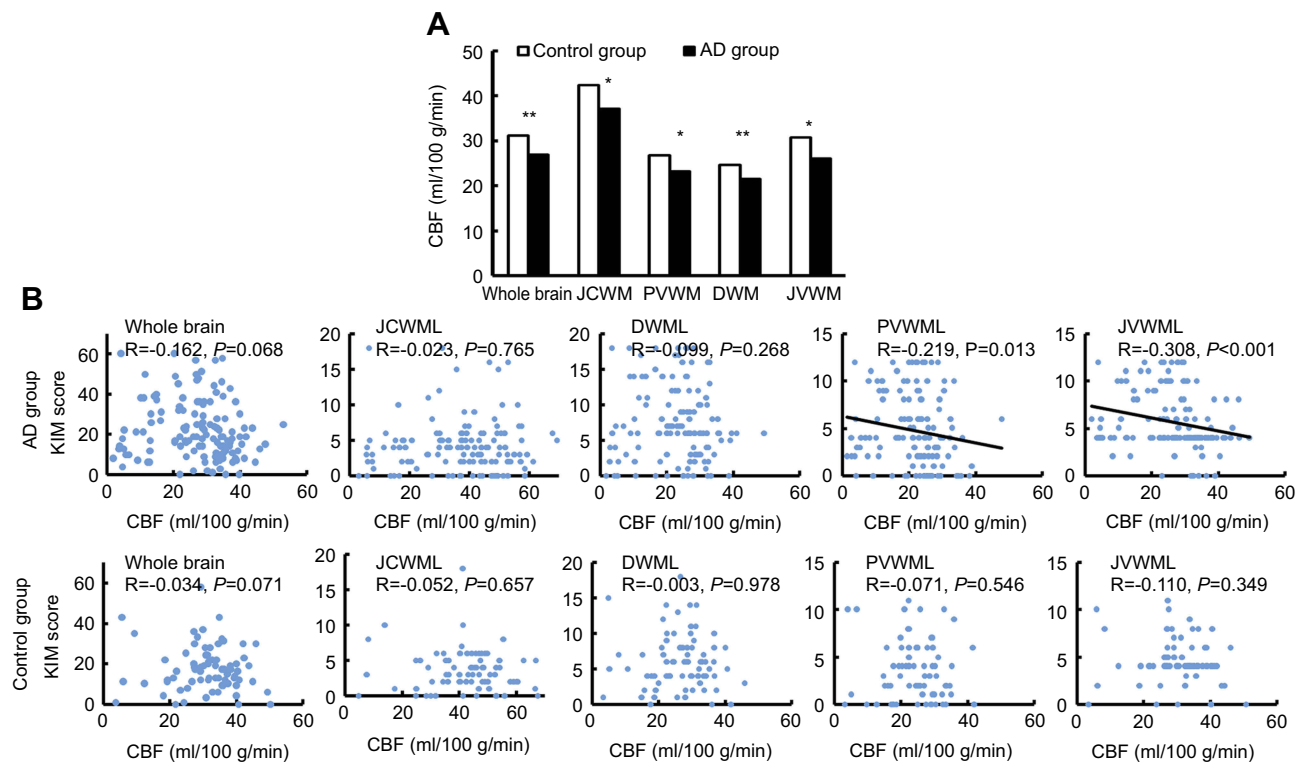 A
50
40
30
20
10
0
CBF (ml/100 g/min)
Control group
AD group
**
*
*
**
*
Whole brain JCWM PVWM DWM JVWM
B
AD group
KIM score
Whole brain
R=-0.162, P=0.068
60
40
20
0
0 20 40 60
CBF (ml/100 g/min)
JCWML
R=-0.023, P=0.765
20
15
10
5
0
0 20 40 60
CBF (ml/100 g/min)
DWML
R=-0.099, P=0.268
20
15
10
5
0
0 20 40 60
CBF (ml/100 g/min)
PVWML
R=-0.219, P=0.013
15
10
5
0
0 20 40 60
CBF (ml/100 g/min)
JVWML
R=-0.308, P<0.001
15
10
5
0
0 20 40 60
CBF (ml/100 g/min)
Control group
KIM score
Whole brain
R=-0.034, P=0.071
60
40
20
0
0 20 40 60
CBF (ml/100 g/min)
JCWML
R=-0.052, P=0.657
20
15
10
5
0
0 20 40 60
CBF (ml/100 g/min)
DWML
R=-0.003, P=0.978
20
15
10
5
0
0 20 40 60
CBF (ml/100 g/min)
PVWML
R=-0.071, P=0.546
15
10
5
0
0 20 40 60
CBF (ml/100 g/min)
JVWML
R=-0.110, P=0.349
15
10
5
0
0 20 40 60
CBF (ml/100 g/min)